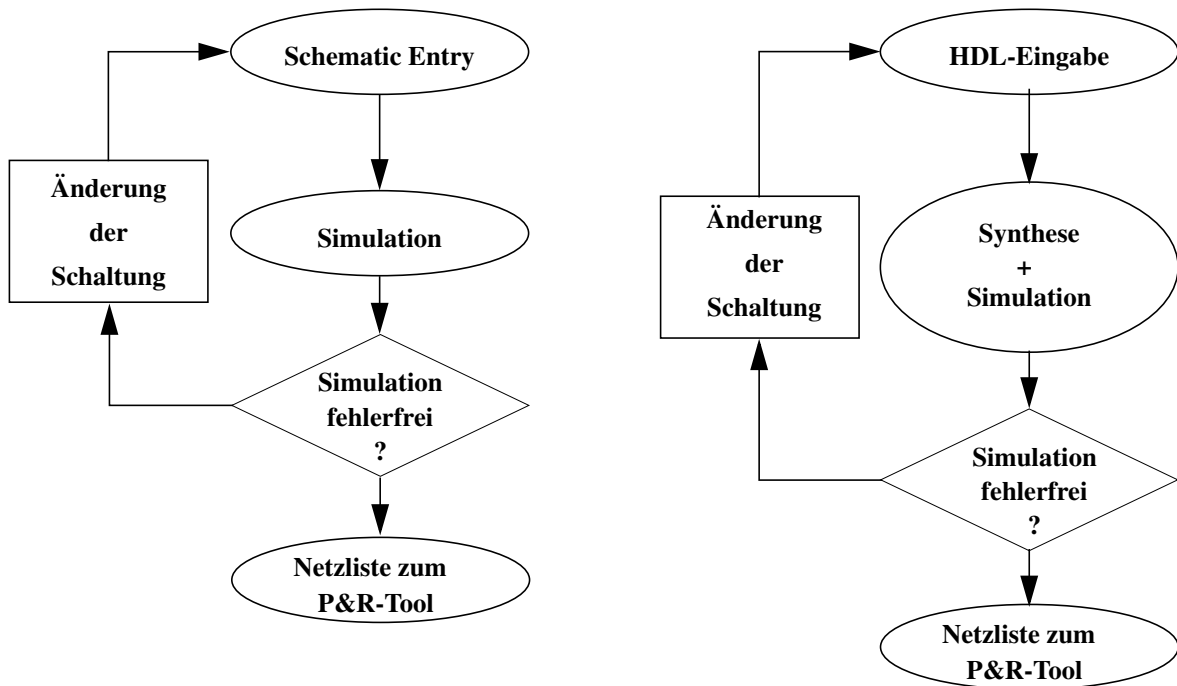 Schematic Entry
Änderung
der
Schaltung
Simulation
Simulation
fehlerfrei
?
Netzliste zum
P&R-Tool
HDL-Eingabe
Änderung
der
Schaltung
Synthese
+
Simulation
Simulation
fehlerfrei
?
Netzliste zum
P&R-Tool